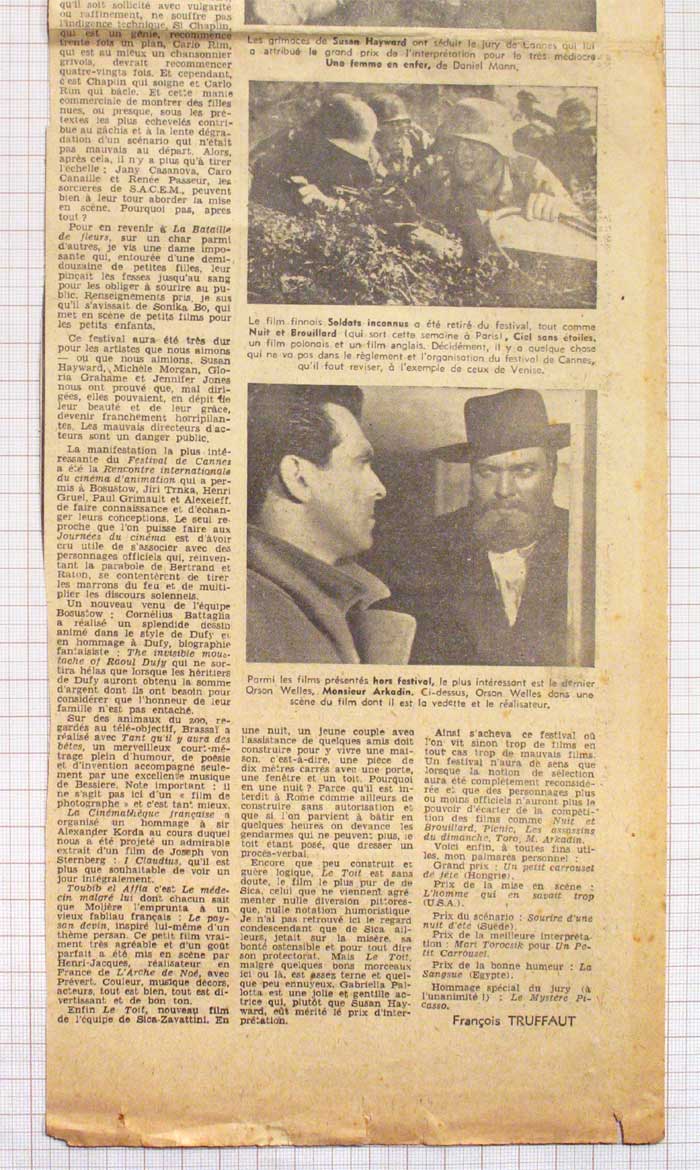 qu'il soit sollicité avec vulgarité
ou raffinement, ne souffre pas
l'indigence technique. Si Chaplin,
qui est un génie, recommence
trente fois un plan, Carlo Rim,
qui est au mieux un chansonnier
grivois, devrait recommencer
quatre-vingts fois. Et cependant,
c'est Chaplin qui soigne et Carlo
Rim qui bâcle. Et cette manie
commerciale de montrer des filles
nues, ou presque, sous les pré-
textes les plus échevelés contri-
bue au gâchis et à la lente dégra-
dation d'un scénario qui n'était
pas mauvais au départ. Alors,
après cela, il n'y a plus qu'à tirer
l'échelle : Jany Casanova, Caro
Canaille et Renée Passeur, les
sorcières de S.A.C.E.M., peuvent
bien à leur tour aborder la mise
en scène. Pourquoi pas, après
tout ?
Pour en revenir à La Bataille
de fleurs, sur un char parmi
d'autres, je vis une dame impo-
sante qui, entourée d'une demi-
douzaine de petites filles, leur
pinçait les fesses jusqu'au sang
pour les obliger à sourire au pu-
blic. Renseignements pris, je sus
qu'il s'avissait de Sonika Bo, qui
met en scène de petits films pour
les petits enfants.
Ce festival aura été très dur
pour les artistes que nous aimons
— ou que nous aimions. Susan
Hayward, Michèle Morgan, Glo-
ria Grahame et Jennifer Jones
nous ont prouvé que, mal diri-
gées, elles pouvaient, en dépit de
leur beauté et de leur grâce,
devenir franchement horripilan-
tes. Les mauvais directeurs d'ac-
teurs sont un danger public.
La manifestation la plus inté-
ressante du Festival de Cannes
a été la Rencontre internationale
du cinéma d'animation qui a per-
mis à Bosustow, Jiri Trnka, Henri
Gruel, Paul Grimault et Alexeieff.
de faire connaissance et d'échan-
ger leurs conceptions. Le seul re-
proche que l'on puisse faire aux
Journées du cinéma est d'avoir
cru utile de s'associer avec des
personnages officiels qui, réinven-
tant la parabole de Bertrand et
Raton, se contentèrent de tirer
les marrons du feu et de multi-
plier les discours solennels.
Un nouveau venu de l'équipe
Bosustow : Cornélius Battaglia
a réalisé un splendide dessin
animé dans le style de Dufy et
en hommage à Dufy, biographie
fantaisiste : The invisible mous-
tache of Raoul Dufy qui ne sor-
tira hélas que lorsque les héritiers
de Dufy auront obtenu la somme
d'argent dont ils ont besoin pour
considérer que l'honneur de leur
famille n'est pas entaché.
Sur des animaux du zoo, re-
gardés au télé-objectif, Brassaï a
réalisé avec Tant qu'il y aura des
bêtes, un merveilleux court-mé-
trage plein d'humour, de poésie
et d'invention accompagné seule-
ment par une excellente musique
de Bessiere. Note important : il
ne s'agit pas ici d'un « film de
photographe » et c'est tant mieux.
La Cinémathèque française a
organisé un hommage à sir
Alexander Korda au cours duquel
nous a été projeté un admirable
extrait d'un film de Joseph von
Sternberg : I Claudius, qu'il est
plus que souhaitable de voir un
jour intégralement.
Toubib el Affia c'est Le méde-
cin malgré lui dont chacun sait
que Molière l'emprunta à un
vieux fabliau français : Le pay-
san devin, inspiré lui-même d'un
thème persan. Ce petit film vrai-
ment très agréable et d'un goût
parfait a été mis en scène par
Henri-Jacques, réalisateur en
France de L'Arche de Noé, avec
Prévert. Couleur, musique décors,
acteurs, tout est bien, tout est di-
vertissant et de bon ton.
Enfin Le Toit, nouveau film
de l'équipe de Sica-Zavattini. En
Les grimaces de Susan Hayward ont séduit le jury de Cannes qui lui
a attribué le grand prix de l'interprétation pour le très médiocre
Une femme en enfer, de Daniel Mann.
Le film finnois Soldats inconnus a été retiré du festival, tout comme
Nuit et Brouillard (qui sort cette semaine à Paris), Ciel sans étoiles,
un film polonais et un film anglais. Décidément, il y a quelque chose
qui ne va pas dans le règlement et l'organisation du festival de Cannes,
qu'il faut reviser, à l'exemple de ceux de Venise.
Parmi les films présentés hors festival, le plus intéressant est le dernier
Orson Welles, Monsieur Arkadin. Ci-dessus, Orson Welles dans une
scène du film dont il est la vedette et le réalisateur.
une nuit, un jeune couple avec
l'assistance de quelques amis doit
construire pour y vivre une mai-
son, c'est-à-dire, une pièce de
dix mètres carrés avec une porte,
une fenêtre et un toit. Pourquoi
en une nuit ? Parce qu'il est in-
terdit à Rome comme ailleurs de
construire sans autorisation et
que si l'on parvient à bâtir en
quelques heures on devance les
gendarmes qui ne peuvent plus, le
toit étant posé, que dresser un
procès-verbal.
Encore que peu construit et
guère logique, Le Toit est sans
doute, le film le plus pur de de
Sica, celui que ne viennent agré-
menter nulle diversion pittores-
que, nulle notation humoristique.
Je n'ai pas retrouvé ici le regard
condescendant que de Sica ail-
leurs, jetait sur la misère, sa
bonté ostensible et pour tout dire
son protectorat. Mais Le Toit,
malgré quelques bons morceaux
ici ou là, est assez terne et quel-
que peu ennuyeux. Gabriella Pal-
lotta est une jolie et gentille ac-
trice qui, plutôt que Susan Hay-
ward, eût mérité le prix d'inter-
prétation.
Ainsi s'acheva ce festival où
l'on vit sinon trop de films en
tout cas trop de mauvais films.
Un festival n'aura de sens que
lorsque la notion de sélection
aura été complètement reconsidé-
rée et que des personnages plus
ou moins officiels n'auront plus le
pouvoir d'écarter de la compéti-
tion des films comme Nuit et
Brouillard, Picnic, Les assassins
du dimanche, Toro, M. Arkadin.
Voici enfin, à toutes fins uti-
les, mon palmarès personnel :
Grand prix : Un petit carrousel
de fête (Hongrie).
Prix de la mise en scène :
L'homme qui en savait trop
(U.S.A.).
Prix du scénario : Sourire d'une
nuit d'été (Suède).
Prix de la meilleure interpréta-
tion : Mari Torocsik pour Un Pe-
tit Carrousel.
Prix de la bonne humeur : La
Sangsue (Egypte).
Hommage spécial du jury (à
l'unanimité !) : Le Mystère Pi-
casso.
François TRUFFAUT